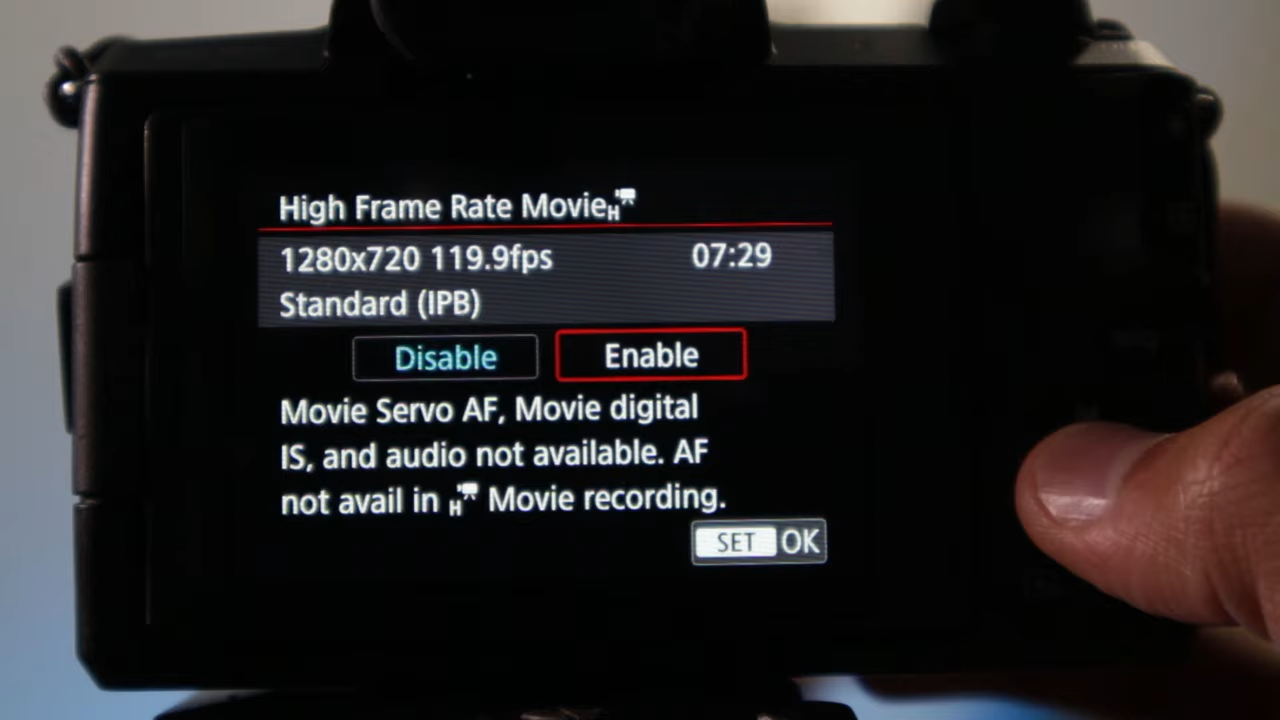 High Frame Rate MovieH
1280x720 119.9fps 07:29
Standard (IPB)
Disable Enable
Movie Servo AF, Movie digital
IS, and audio not available. AF
not avail in H Movie recording.
SET OK